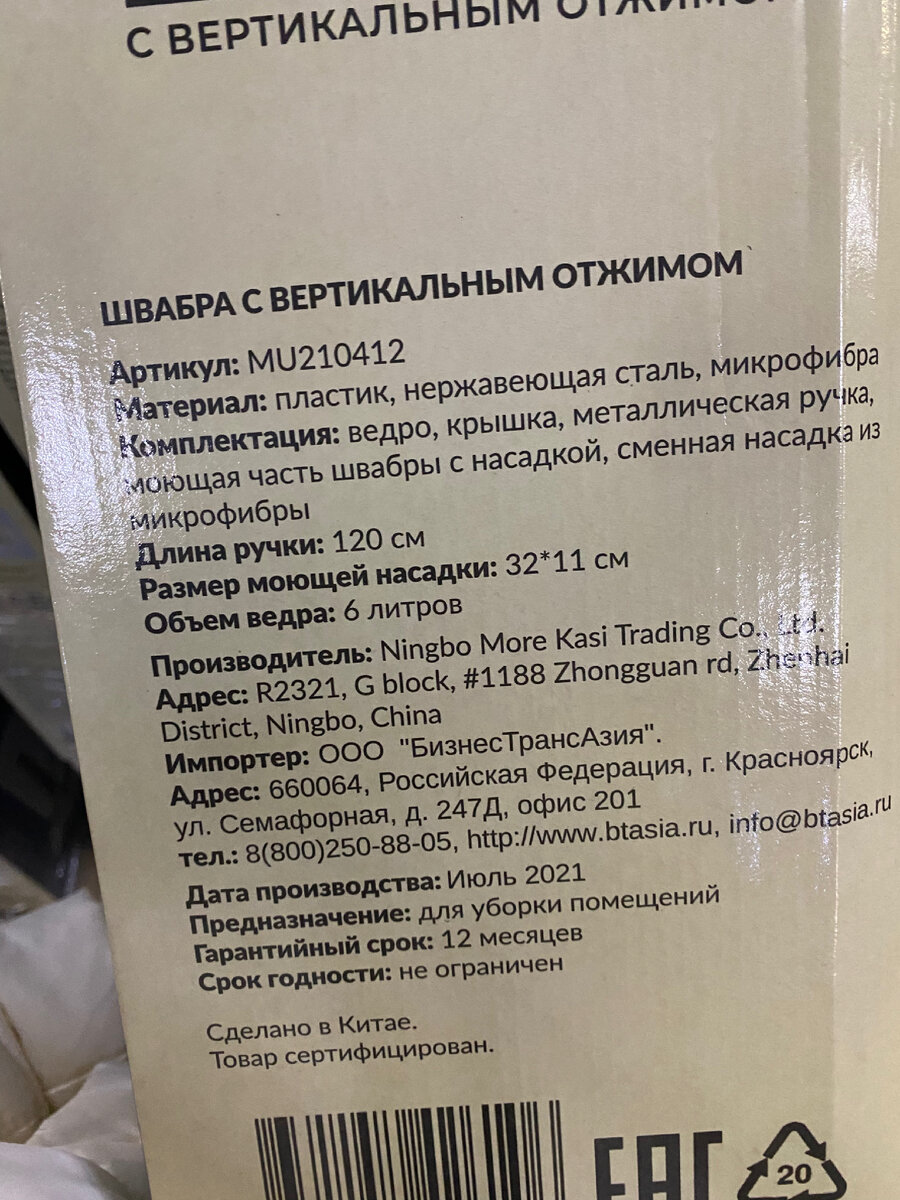 С ВЕРТИКАЛЬНЫМ ОТЖИМОМ
ШВАБРА С ВЕРТИКАЛЬНЫМ ОТЖИМОМ
Артикул: MU210412
Материал: пластик, нержавеющая сталь, микрофибра
Комплектация: ведро, крышка, металлическая ручка,
моющая часть швабры с насадкой, сменная насадка из
микрофибры
Длина ручки: 120 см
Размер моющей насадки: 32*11 см
Объем ведра: 6 литров
Производитель: Ningbo More Kasi Trading Co., Ltd.
Адрес: R2321, G block, #1188 Zhongguan rd, Zhenhai
District, Ningbo, China
Импортер: ООО "БизнесТрансАзия".
Адрес: 660064, Российская Федерация, г. Красноярск,
ул. Семафорная, д. 247Д, офис 201
тел.: 8(800)250-88-05, http://www.btasia.ru, info@btasia.ru
Дата производства: Июль 2021
Предназначение: для уборки помещений
Гарантийный срок: 12 месяцев
Срок годности: не ограничен
Сделано в Китае.
Товар сертифицирован.
EAC
20